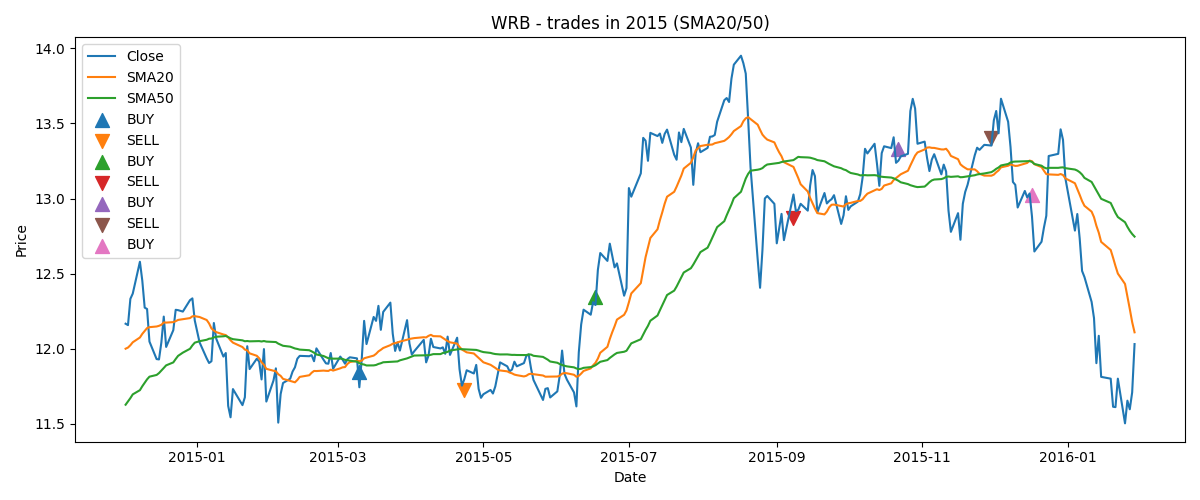 WRB - trades in 2015 (SMA20/50)
Close
SMA20
SMA50
BUY
SELL
BUY
SELL
BUY
SELL
BUY
Price
14.0
13.5
13.0
12.5
12.0
11.5
2015-01
2015-03
2015-05
2015-07
2015-09
2015-11
2016-01
Date